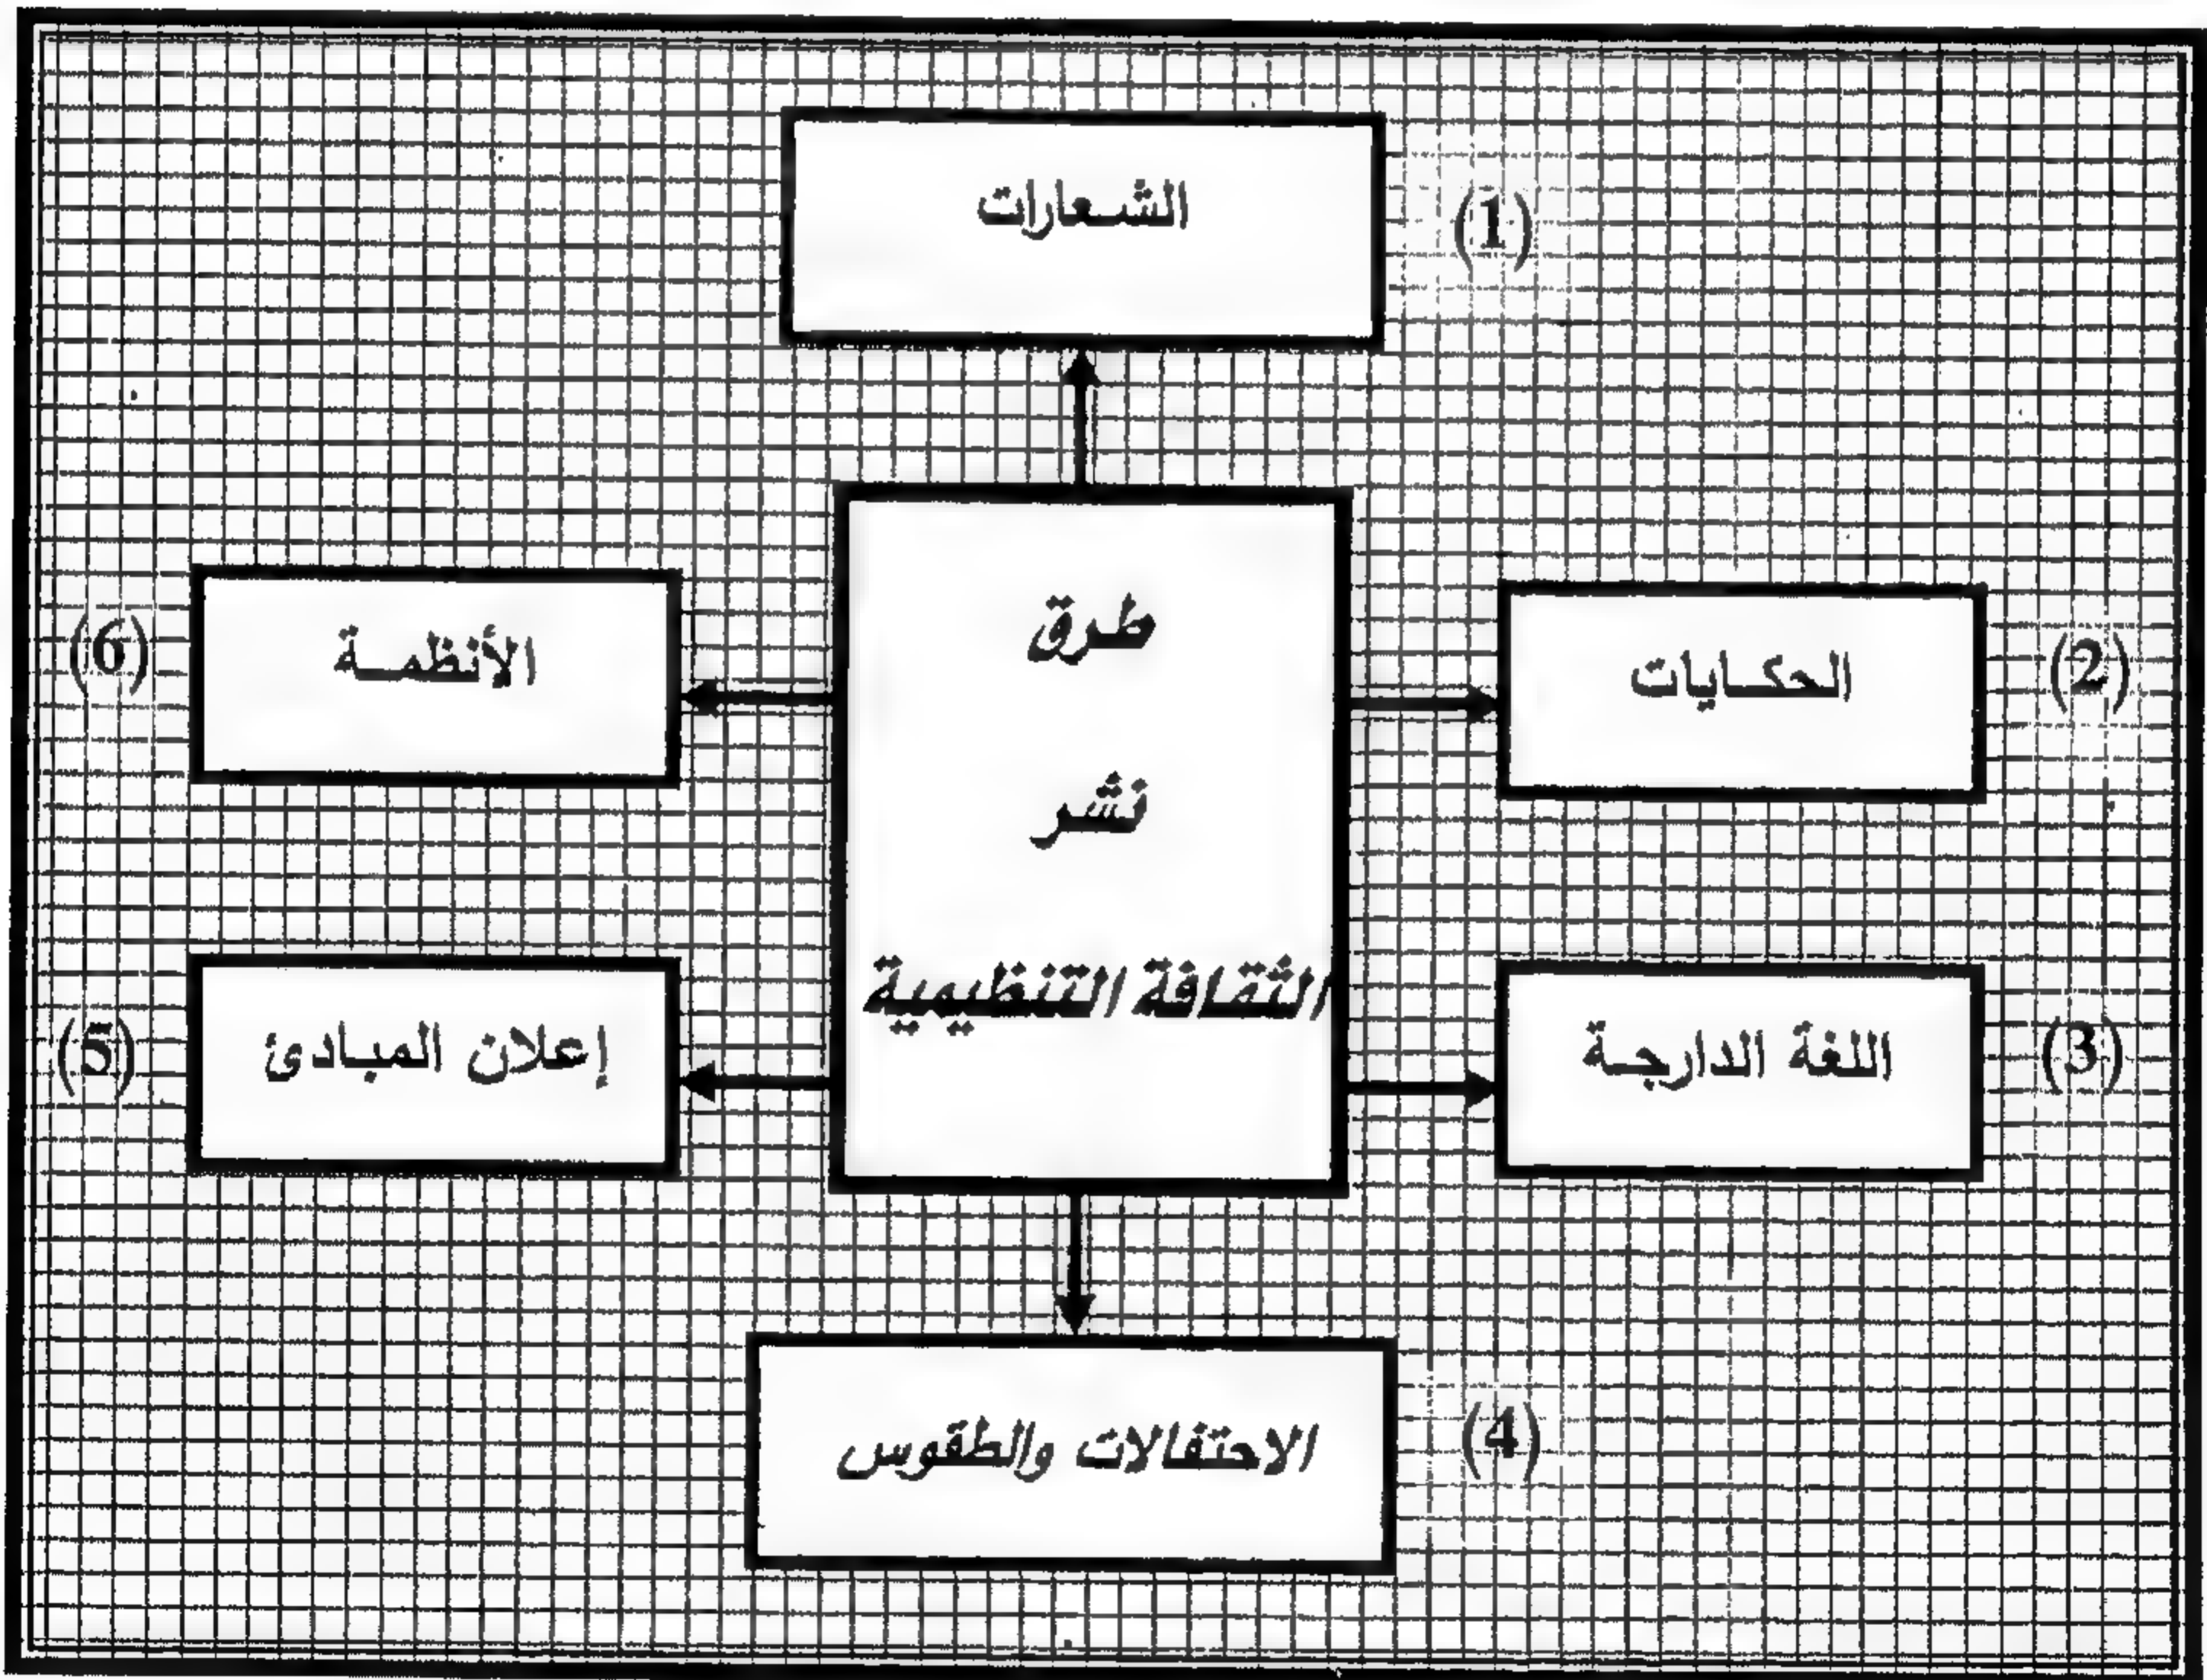 الشعارات
(1)
طرق
نشر
الثقافة التنظيمية
الحكايات
(2)
اللغة الدارجة
(3)
الاحتفالات والطقوس
(4)
إعلان المبادئ
(5)
الأنظمة
(6)